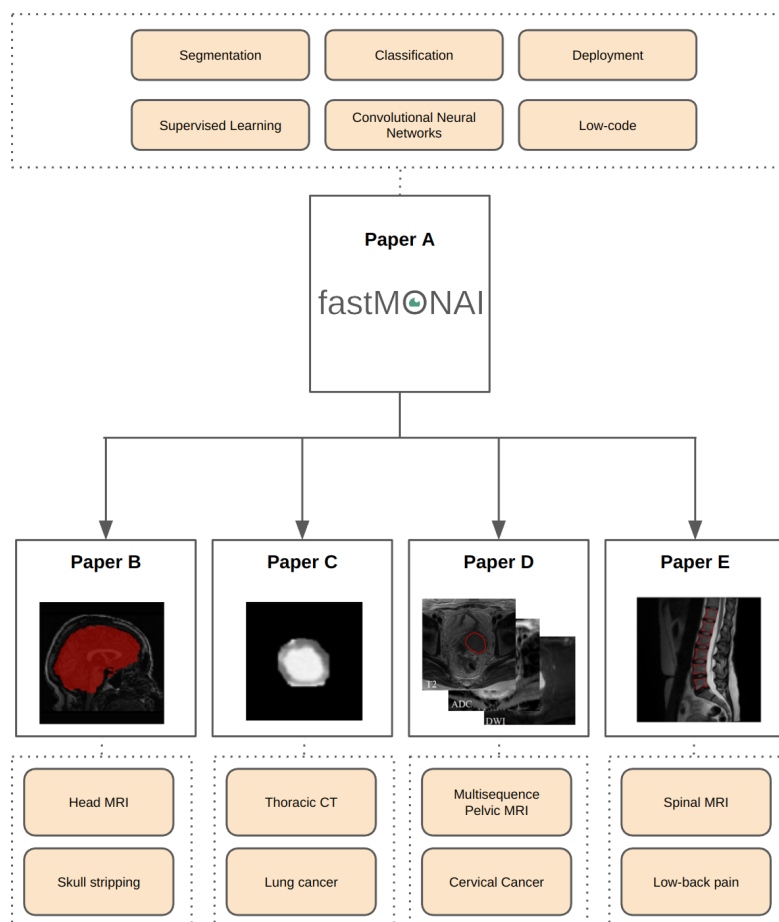 Segmentation
Classification
Deployment
Supervised Learning
Convolutional Neural
Networks
Low-code
Paper A
fastMONAI
Paper B
Paper C
Paper D
Paper E
T2
ADC
DWI
Head MRI
Thoracic CT
Multisequence
Pelvic MRI
Spinal MRI
Skull stripping
Lung cancer
Cervical Cancer
Low-back pain